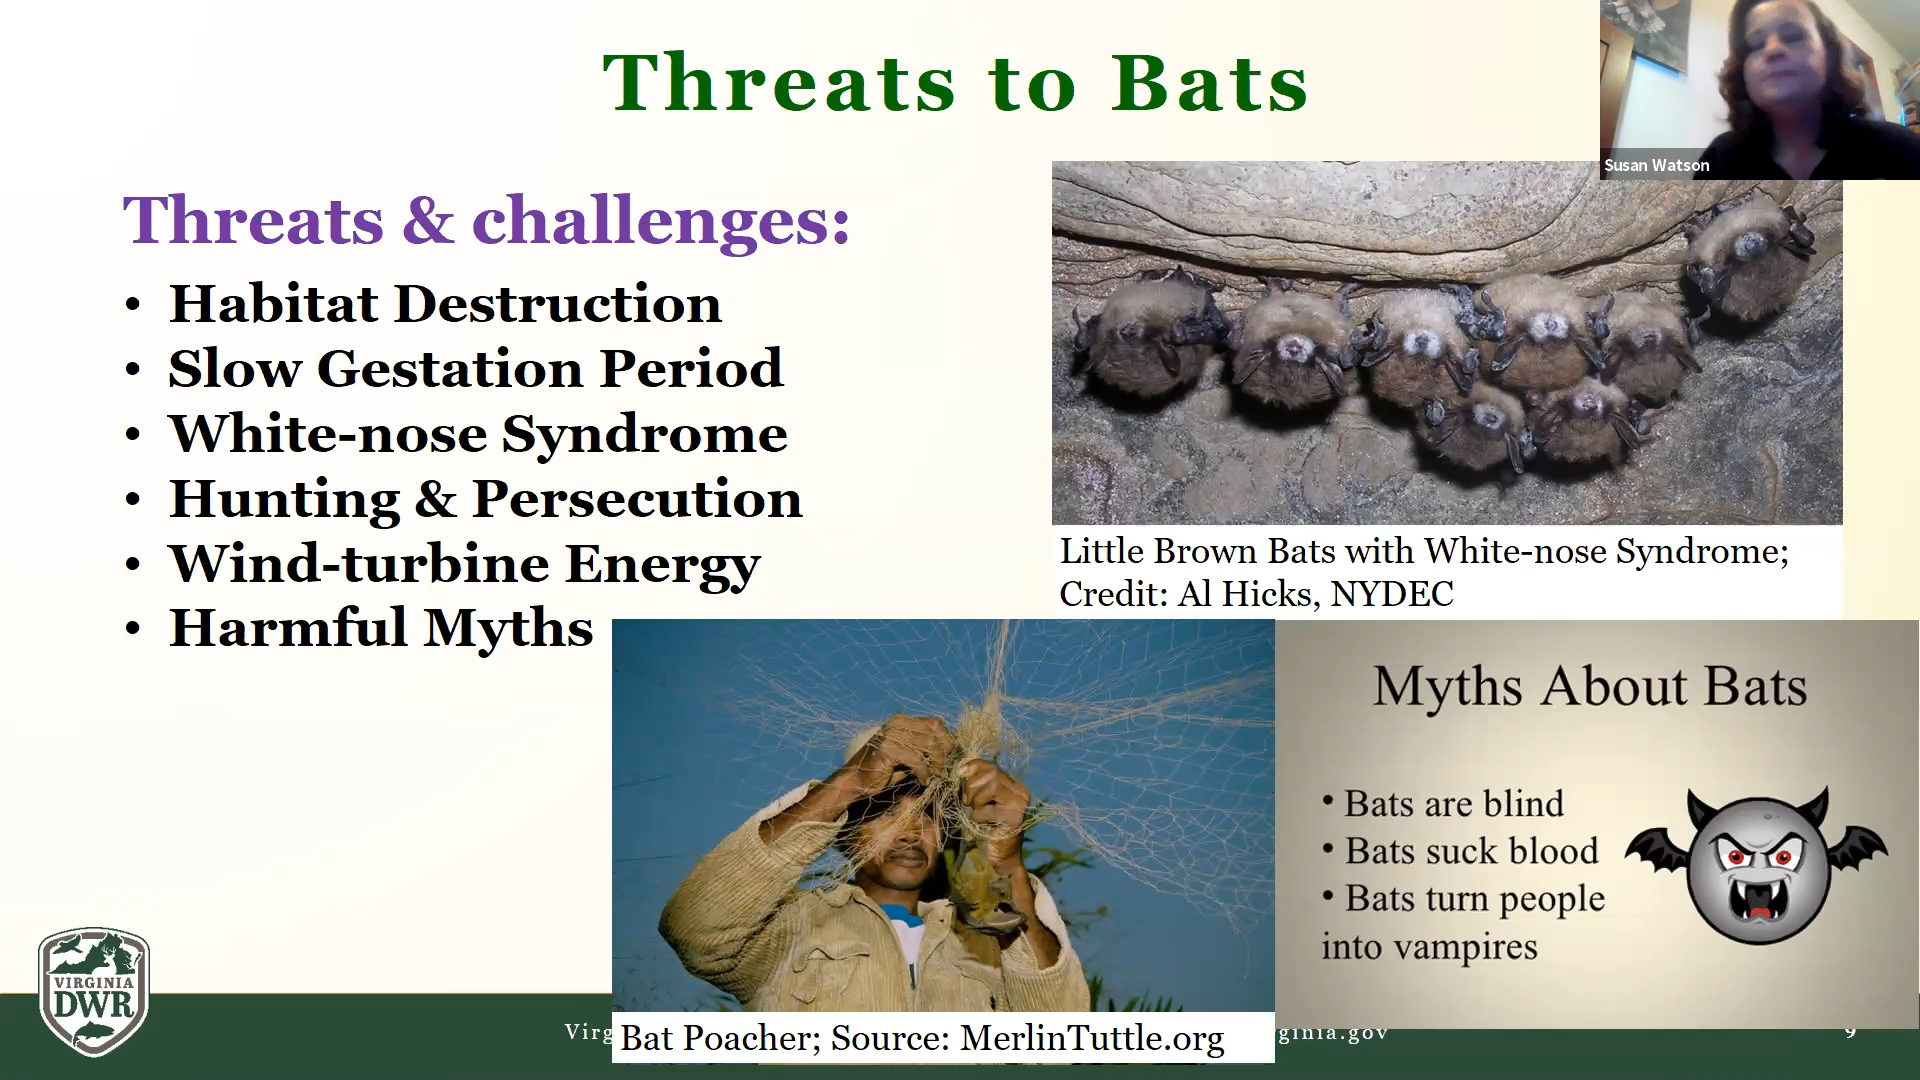 Threats to Bats
Susan Watson
Threats & challenges:
• Habitat Destruction
• Slow Gestation Period
• White-nose Syndrome
• Hunting & Persecution
• Wind-turbine Energy
• Harmful Myths
Little Brown Bats with White-nose Syndrome;
Credit: Al Hicks, NYDEC
Myths About Bats
• Bats are blind
• Bats suck blood
• Bats turn people
into vampires
Bat Poacher; Source: MerlinTuttle.org
VIRGINIA
DWR
9